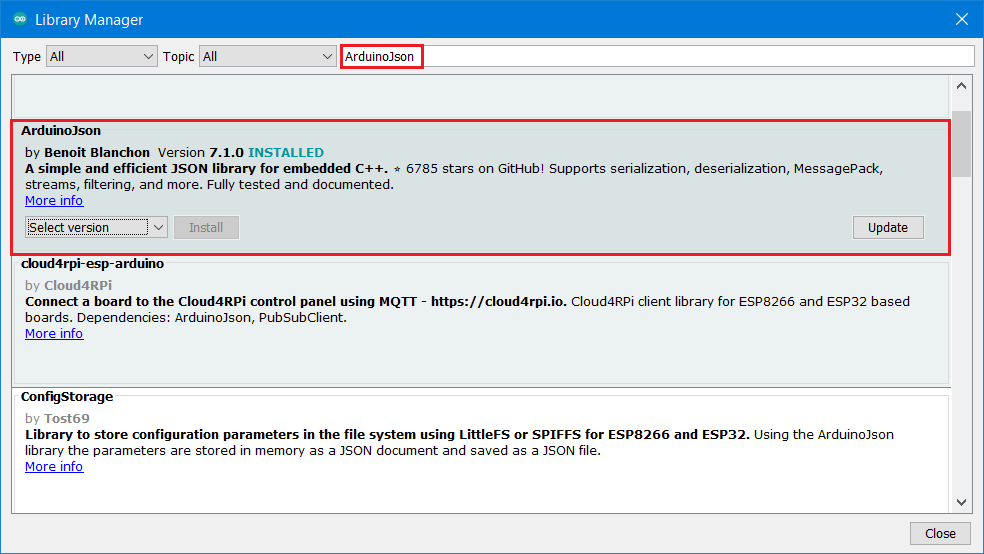 Library Manager
Type All Topic All ArduinoJson
ArduinoJson
by Benoit Blanchon Version 7.1.0 INSTALLED
A simple and efficient JSON library for embedded C++. ⭐ 6785 stars on GitHub! Supports serialization, deserialization, MessagePack,
streams, filtering, and more. Fully tested and documented.
More info
Select version Install Update
cloud4rpi-esp-arduino
by Cloud4RPi
Connect a board to the Cloud4RPi control panel using MQTT - https://cloud4rpi.io. Cloud4RPi client library for ESP8266 and ESP32 based
boards. Dependencies: ArduinoJson, PubSubClient.
More info
ConfigStorage
by Tost69
Library to store configuration parameters in the file system using LittleFS or SPIFFS for ESP8266 and ESP32. Using the ArduinoJson
library the parameters are stored in memory as a JSON document and saved as a JSON file.
More info
Close